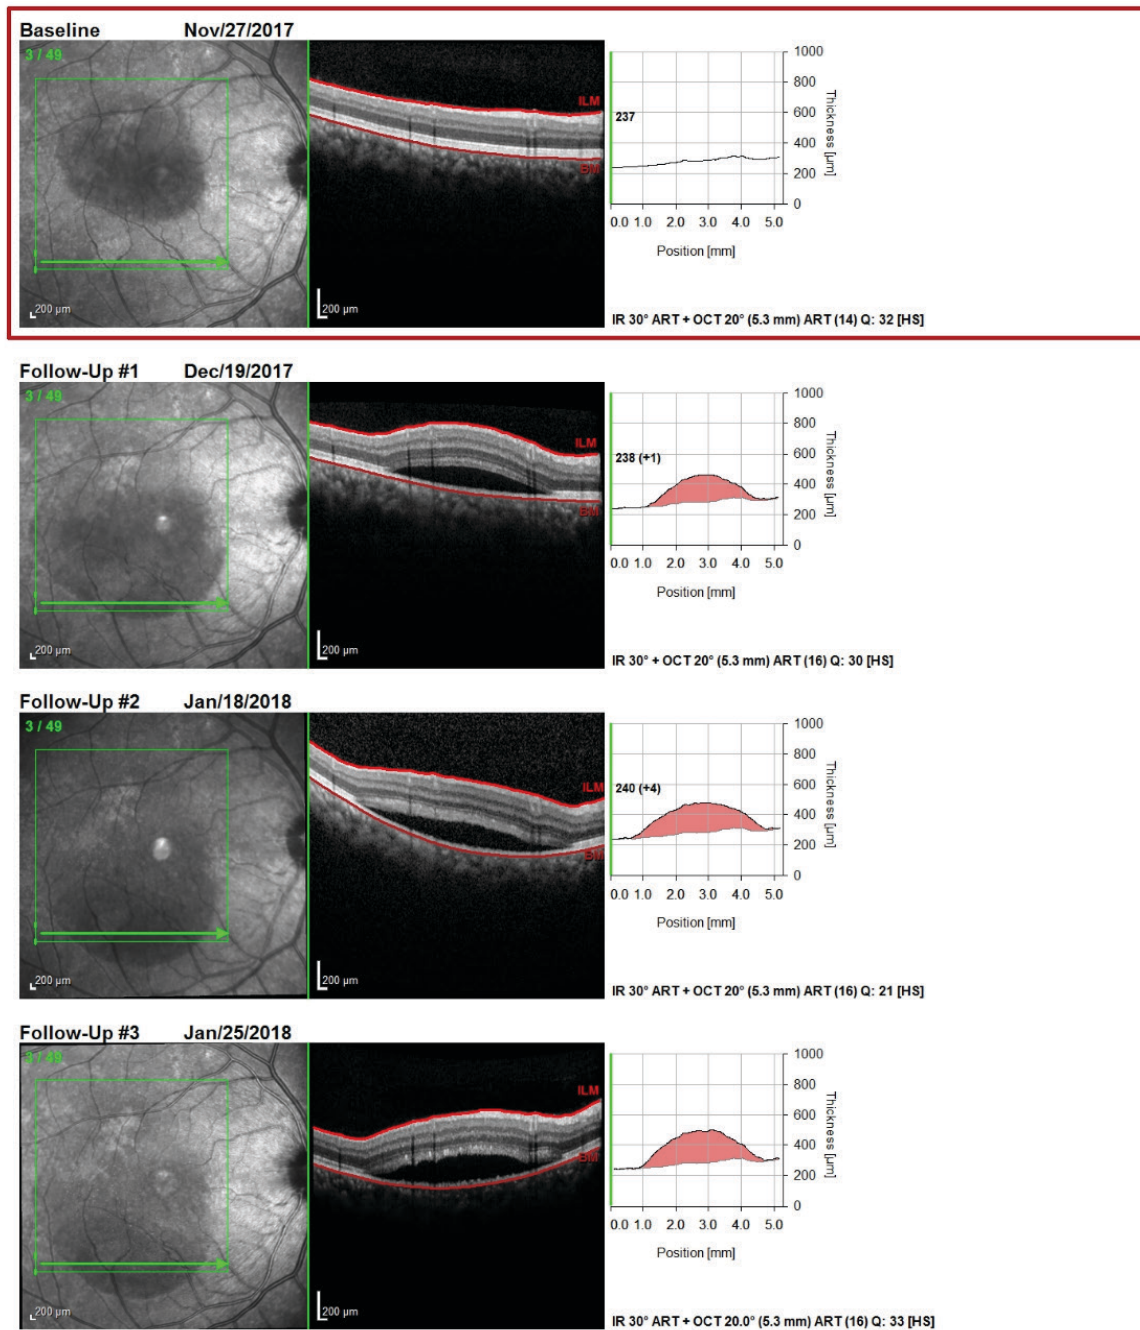 Baseline Nov/27/2017
3 / 49
ILM
BM
200 µm
200 µm
237
1000
800
600
400
200
0
Thickness [µm]
0.0 1.0 2.0 3.0 4.0 5.0
Position [mm]
IR 30° ART + OCT 20° (5.3 mm) ART (14) Q: 32 [HS]
Follow-Up #1 Dec/19/2017
3 / 49
ILM
BM
200 µm
200 µm
238 (+1)
1000
800
600
400
200
0
Thickness [µm]
0.0 1.0 2.0 3.0 4.0 5.0
Position [mm]
IR 30° + OCT 20° (5.3 mm) ART (16) Q: 30 [HS]
Follow-Up #2 Jan/18/2018
3 / 49
ILM
BM
200 µm
200 µm
240 (+4)
1000
800
600
400
200
0
Thickness [µm]
0.0 1.0 2.0 3.0 4.0 5.0
Position [mm]
IR 30° ART + OCT 20° (5.3 mm) ART (16) Q: 21 [HS]
Follow-Up #3 Jan/25/2018
3 / 49
ILM
BM
200 µm
200 µm
1000
800
600
400
200
0
Thickness [µm]
0.0 1.0 2.0 3.0 4.0 5.0
Position [mm]
IR 30° ART + OCT 20.0° (5.3 mm) ART (16) Q: 33 [HS]